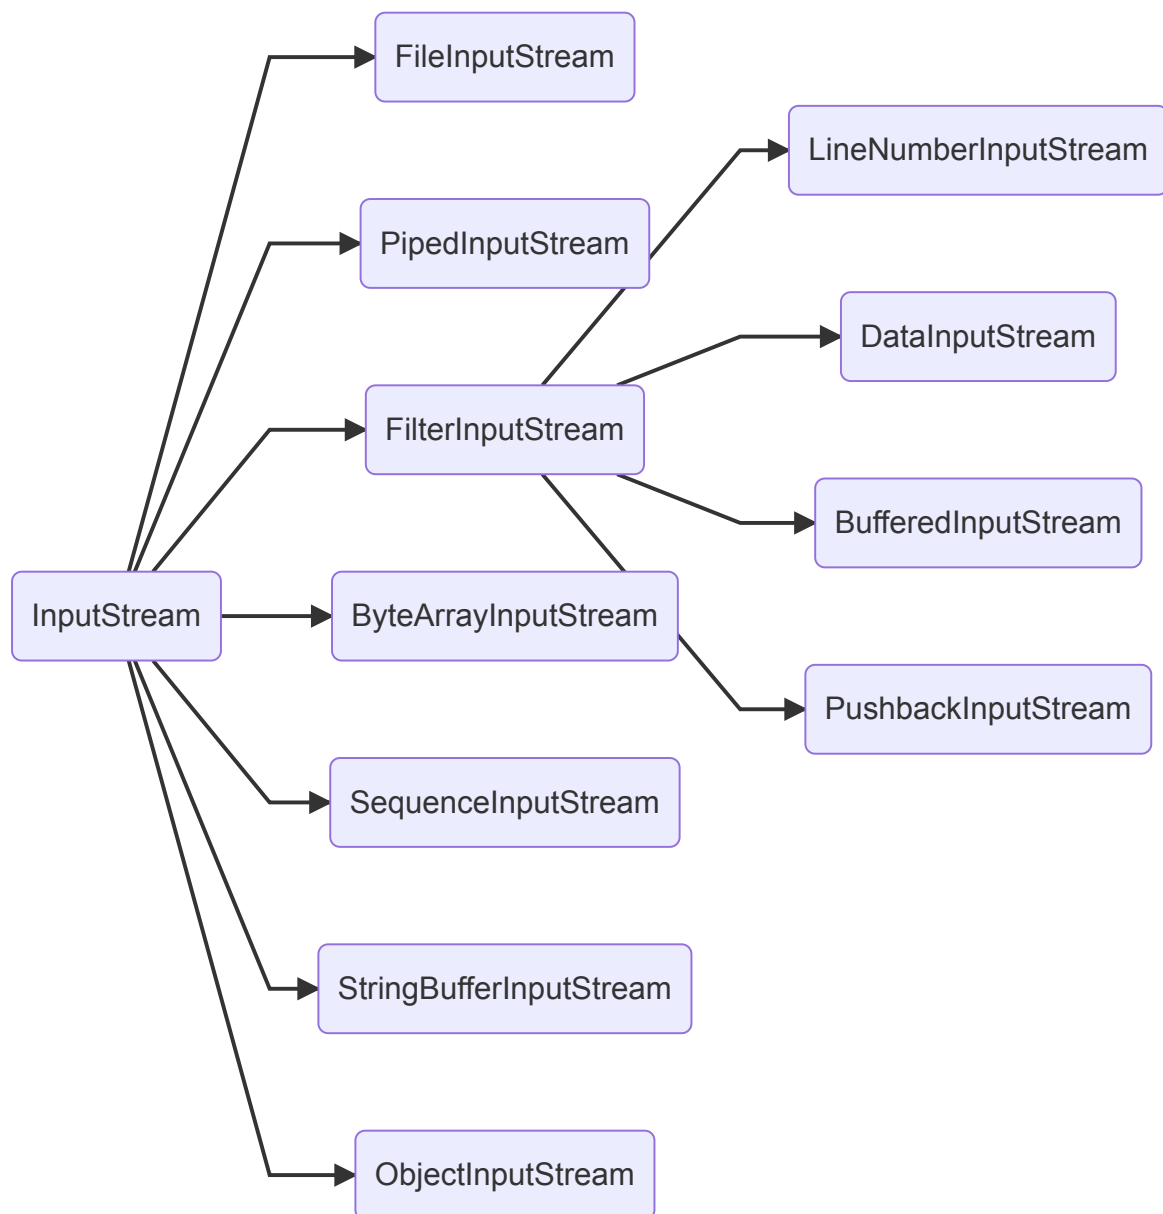 FileInputStream
LineNumberInputStream
PipedInputStream
DataInputStream
FilterInputStream
BufferedInputStream
InputStream
ByteArrayInputStream
PushbackInputStream
SequenceInputStream
StringBufferInputStream
ObjectInputStream